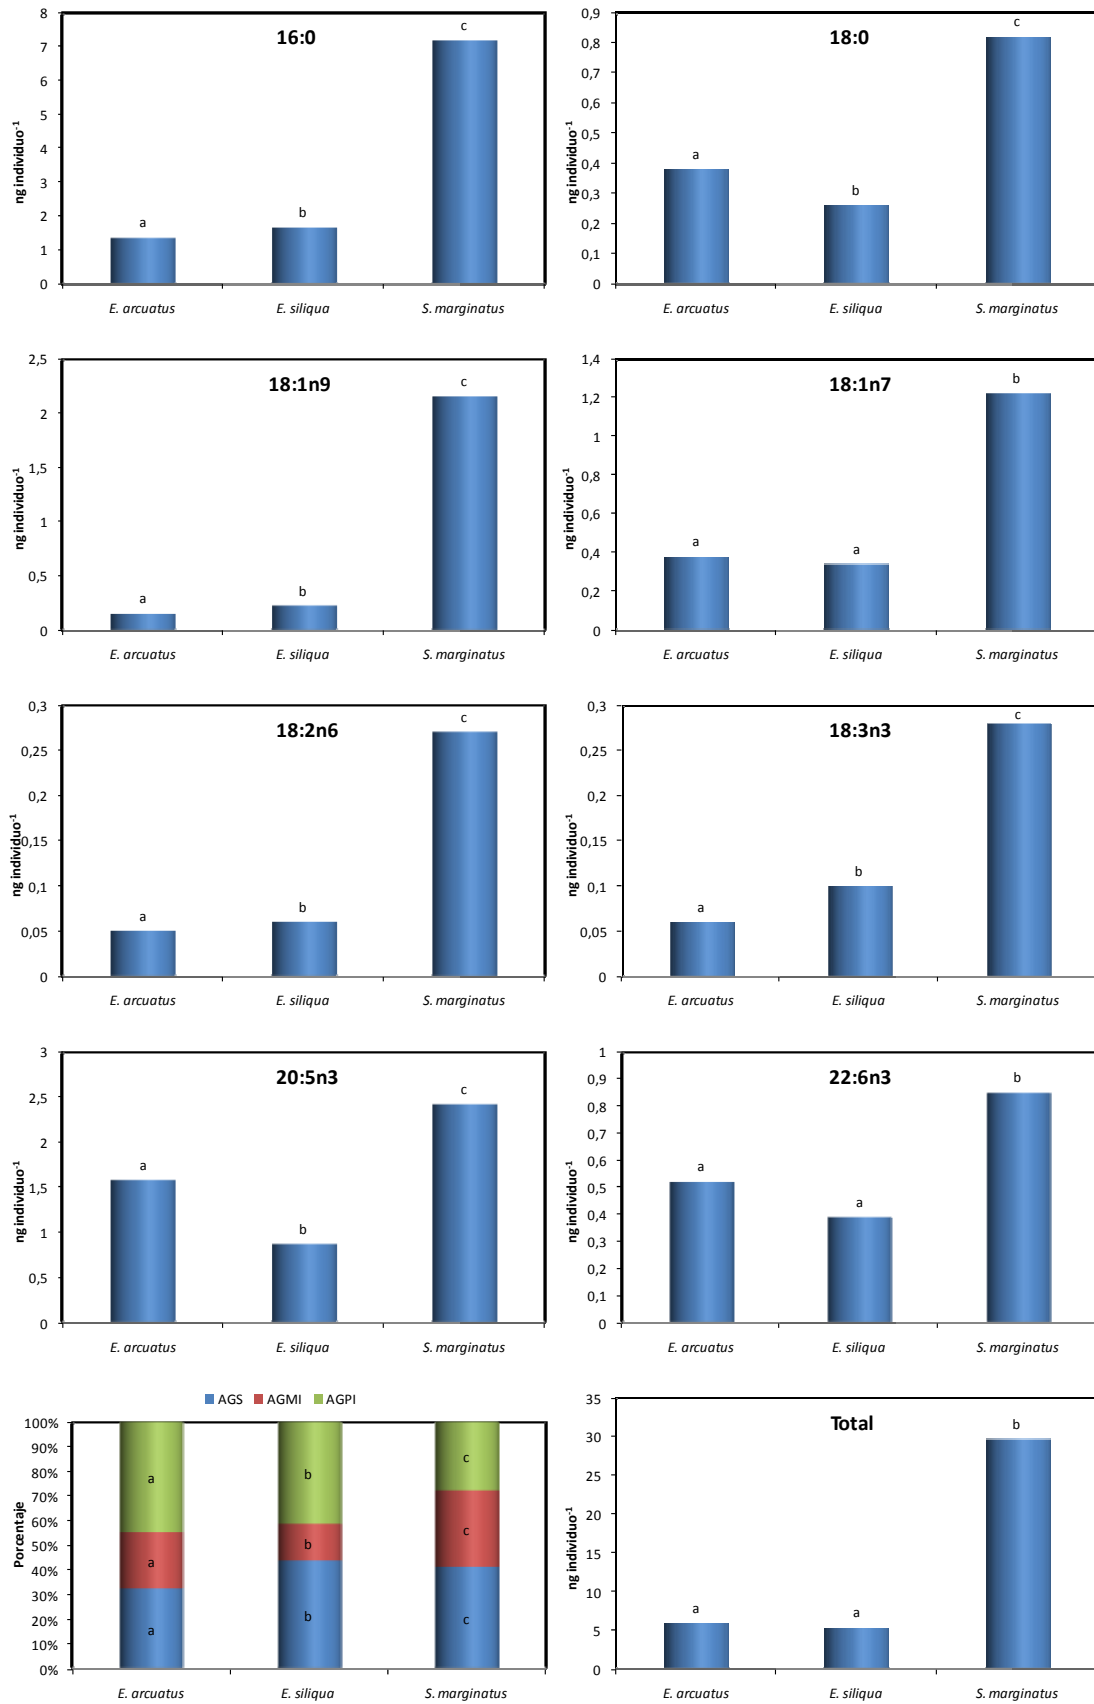 16:0
ng individuo-1
8
7
6
5
4
3
2
1
0
a
b
c
E. arcuatus E. siliqua S. marginatus
18:0
ng individuo-1
0,9
0,8
0,7
0,6
0,5
0,4
0,3
0,2
0,1
0
a
b
c
E. arcuatus E. siliqua S. marginatus
18:1n9
ng individuo-1
2,5
2
1,5
1
0,5
0
a
b
c
E. arcuatus E. siliqua S. marginatus
18:1n7
ng individuo-1
1,4
1,2
1
0,8
0,6
0,4
0,2
0
a
a
b
E. arcuatus E. siliqua S. marginatus
18:2n6
ng individuo-1
0,3
0,25
0,2
0,15
0,1
0,05
0
a
b
c
E. arcuatus E. siliqua S. marginatus
18:3n3
ng individuo-1
0,3
0,25
0,2
0,15
0,1
0,05
0
a
b
c
E. arcuatus E. siliqua S. marginatus
20:5n3
ng individuo-1
3
2,5
2
1,5
1
0,5
0
a
b
c
E. arcuatus E. siliqua S. marginatus
22:6n3
ng individuo-1
1
0,9
0,8
0,7
0,6
0,5
0,4
0,3
0,2
0,1
0
a
a
b
E. arcuatus E. siliqua S. marginatus
AGS AGMI AGPI
Porcentaje
100%
90%
80%
70%
60%
50%
40%
30%
20%
10%
0%
a
a
a
b
b
b
c
c
c
E. arcuatus E. siliqua S. marginatus
Total
ng individuo-1
35
30
25
20
15
10
5
0
a
a
b
E. arcuatus E. siliqua S. marginatus